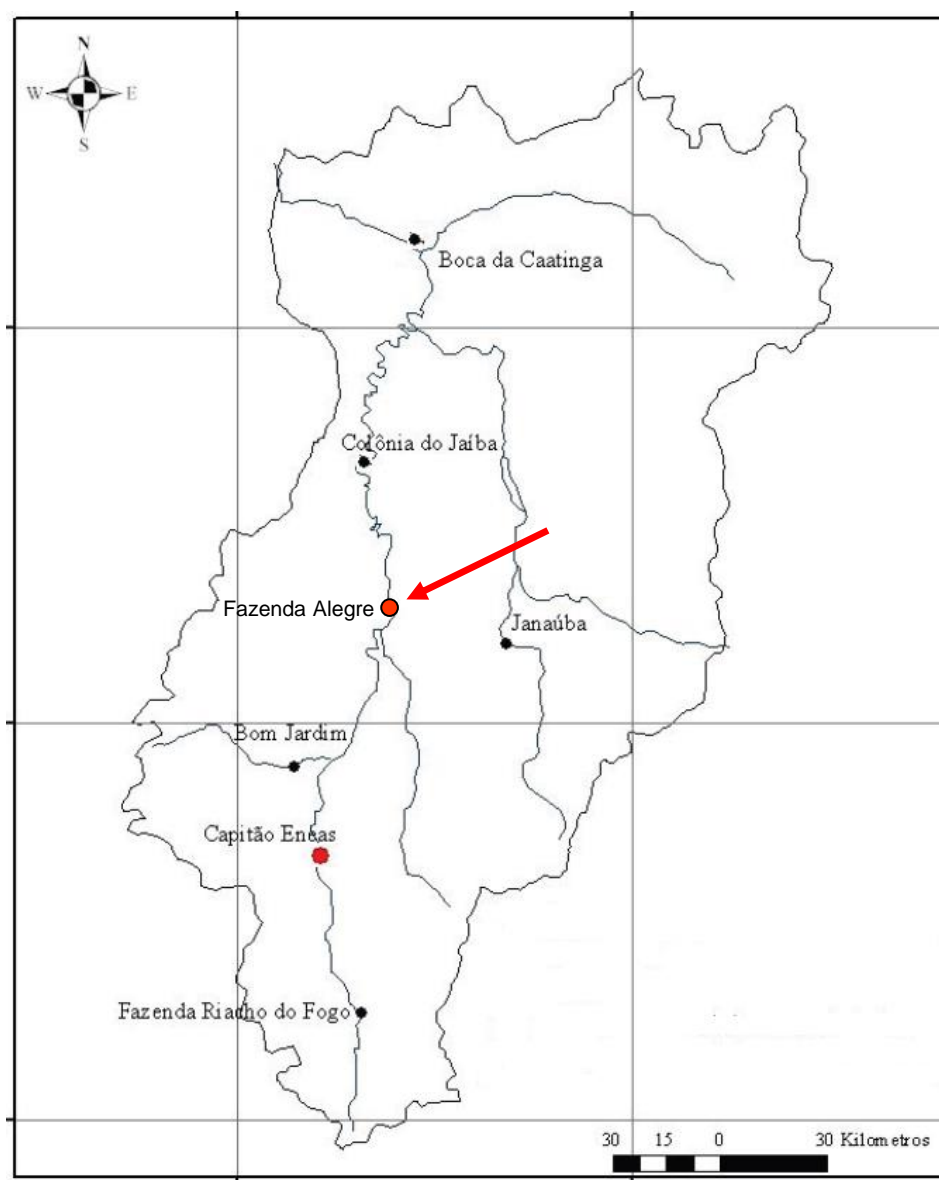 N
W E
S
Boca da Caatinga
Colônia do Jaíba
Fazenda Alegre
Janaúba
Bom Jardim
Capitão Enéas
Fazenda Riacho do Fogo
30 15 0 30 Kilometros